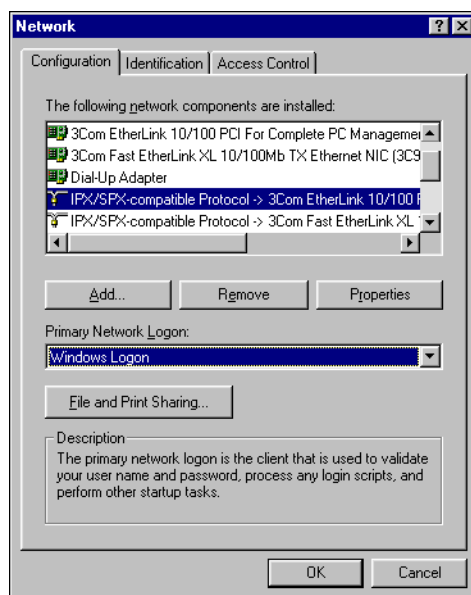 Network
Configuration Identification Access Control
The following network components are installed:
3Com EtherLink 10/100 PCI For Complete PC Managemer
3Com Fast EtherLink XL 10/100Mb TX Ethernet NIC (3C9
Dial-Up Adapter
IPX/SPX-compatible Protocol -> 3Com EtherLink 10/100 F
IPX/SPX-compatible Protocol -> 3Com Fast EtherLink XL
Add... Remove Properties
Primary Network Logon:
Windows Logon
File and Print Sharing...
Description
The primary network logon is the client that is used to validate
your user name and password, process any login scripts, and
perform other startup tasks.
OK Cancel